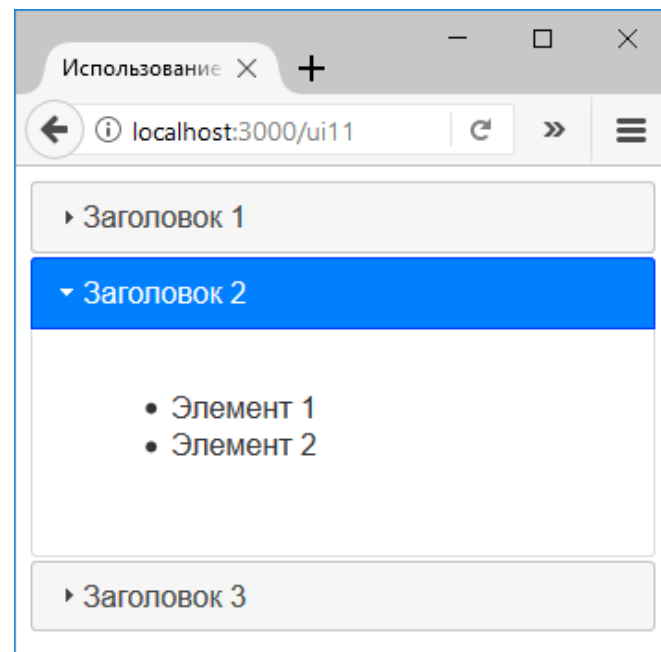 Использование
localhost:3000/ui11
Заголовок 1
Заголовок 2
Элемент 1
Элемент 2
Заголовок 3